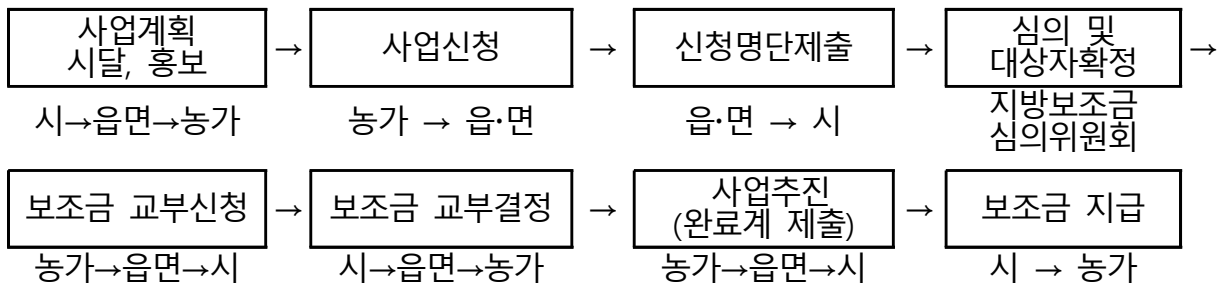 사업계획
시달, 홍보
→
사업신청
→
신청명단제출
→
심의 및
대상자확정
→
시→읍면→농가
농가 → 읍·면
읍·면 → 시
지방보조금
심의위원회
보조금 교부신청
→
보조금 교부결정
→
사업추진
(완료계 제출)
→
보조금 지급
농가→읍면→시
시→읍면→농가
농가→읍면→시
시 → 농가